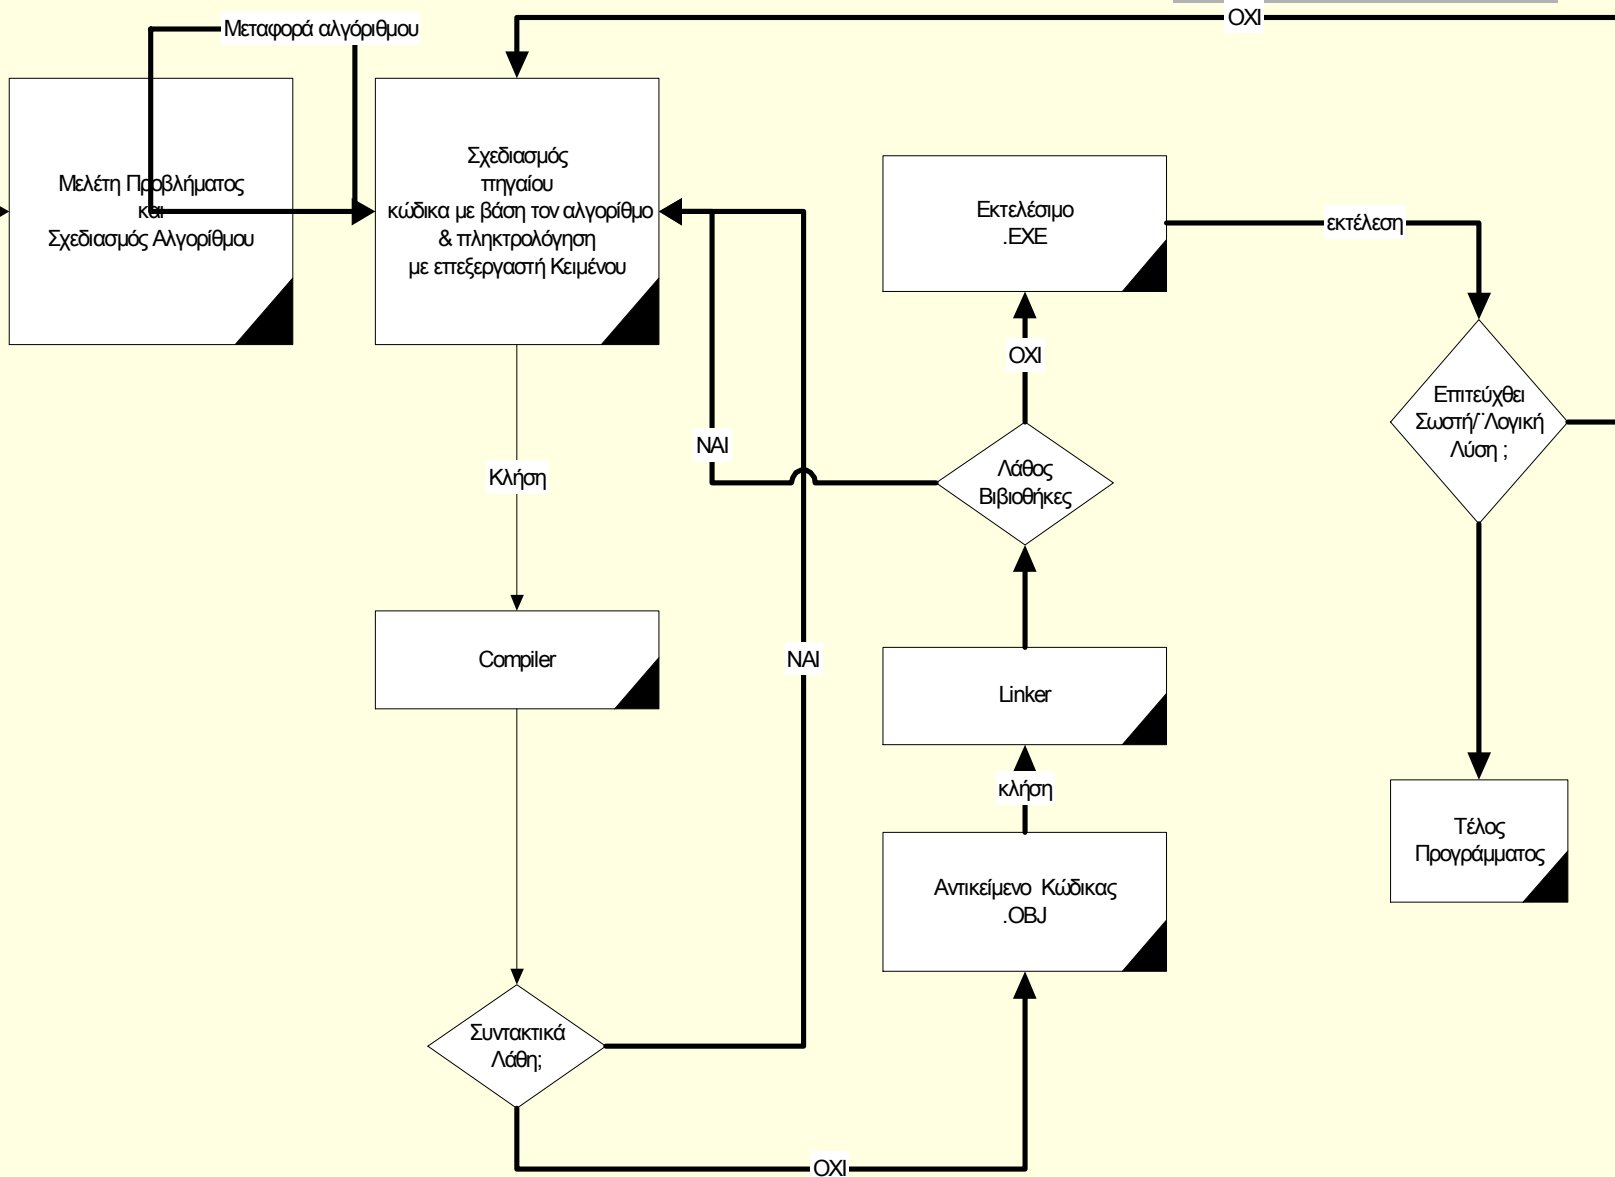 ΟΧΙ
Μεταφορά αλγόριθμου
Μελέτη Προβλήματος
και
Σχεδιασμός Αλγορίθμου
Σχεδιασμός
πηγαίου
κώδικα με βάση τον αλγορίθμο
& πληκτρολόγηση
με επεξεργαστή Κειμένου
Εκτελέσιμο
.EXE
εκτέλεση
ΟΧΙ
Επιτεύχθει
Σωστή/¨Λογική
Λύση ;
ΝΑΙ
Λάθος
Βιβιοθήκες
Κλήση
Compiler
ΝΑΙ
Linker
κλήση
Τέλος
Προγράμματος
Αντικείμενο Κώδικας
.OBJ
Συντακτικά
Λάθη;
ΟΧΙ